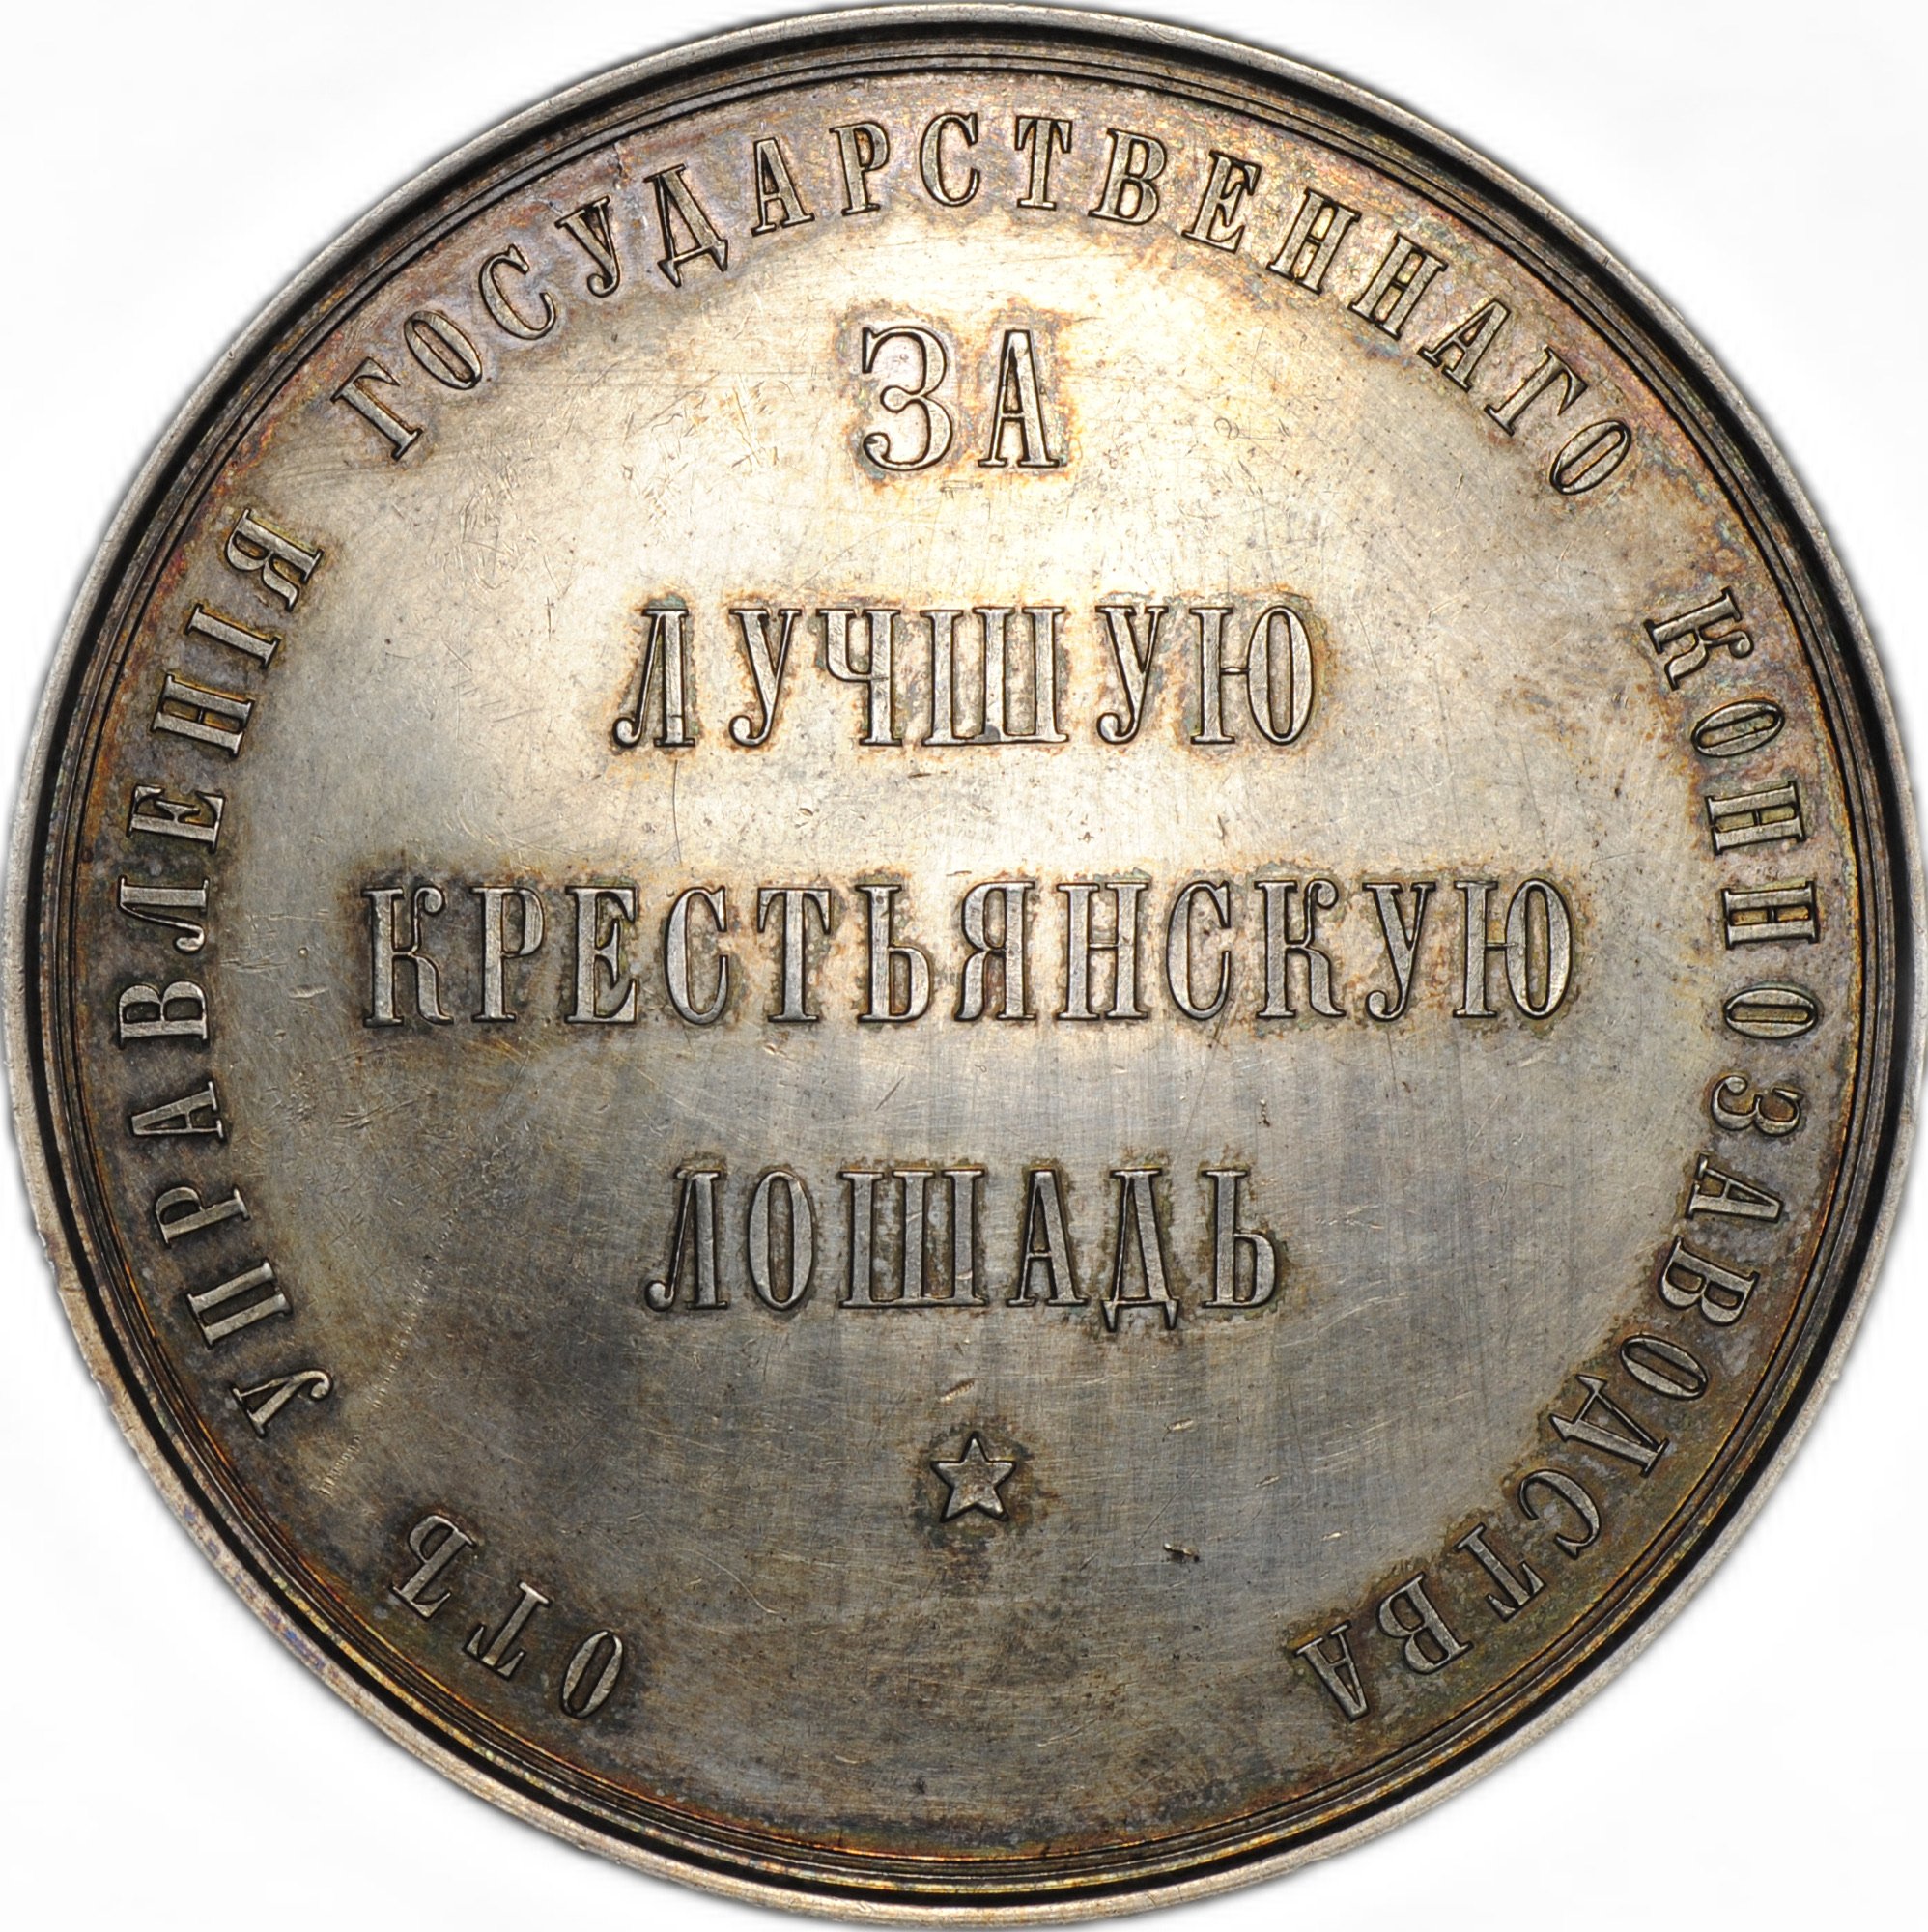 ОТЪ УПРАВЛЕНІЯ ГОСУДАРСТВЕННАГО КОННОЗАВОДСТВА
ЗА
ЛУЧШУЮ
КРЕСТЬЯНСКУЮ
ЛОШАДЬ